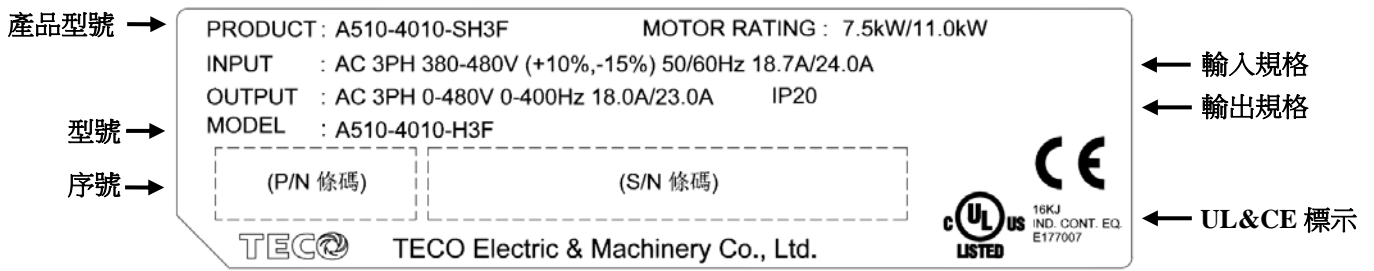 產品型號
PRODUCT : A510-4010-SH3F MOTOR RATING : 7.5kW/11.0kW
INPUT : AC 3PH 380-480V (+10%,-15%) 50/60Hz 18.7A/24.0A
輸入規格
OUTPUT : AC 3PH 0-480V 0-400Hz 18.0A/23.0A IP20
輸出規格
型號
MODEL : A510-4010-H3F
序號
(P/N 條碼)
(S/N 條碼)
CE
C UL US
LISTED
16KJ
IND. CONT. EQ.
E177007
UL&CE 標示
TECO
TECO Electric & Machinery Co., Ltd.